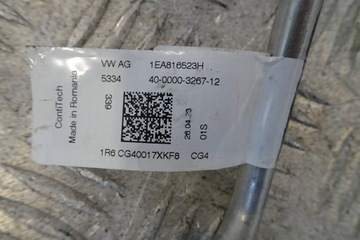 VW AG 1EA816523H
5334 40-0000-3267-12
ContiTech
Made in Romania
339
26.04.23
01S
1R6 CG40017XKF8 CG4